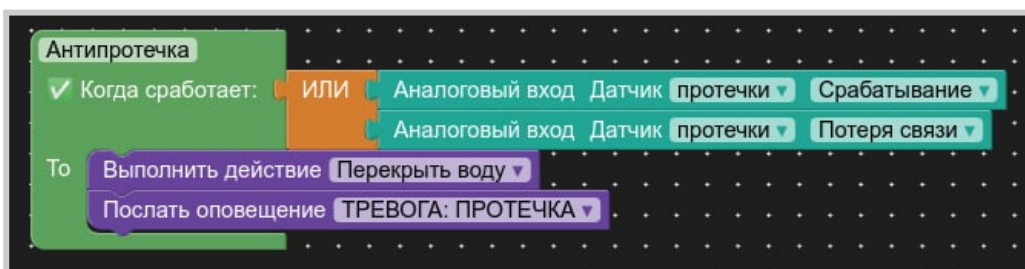 Антипротечка
Когда сработает: ИЛИ Аналоговый вход Датчик протечки Срабатывание
Аналоговый вход Датчик протечки Потеря связи
То Выполнить действие Перекрыть воду
Послать оповещение ТРЕВОГА: ПРОТЕЧКА